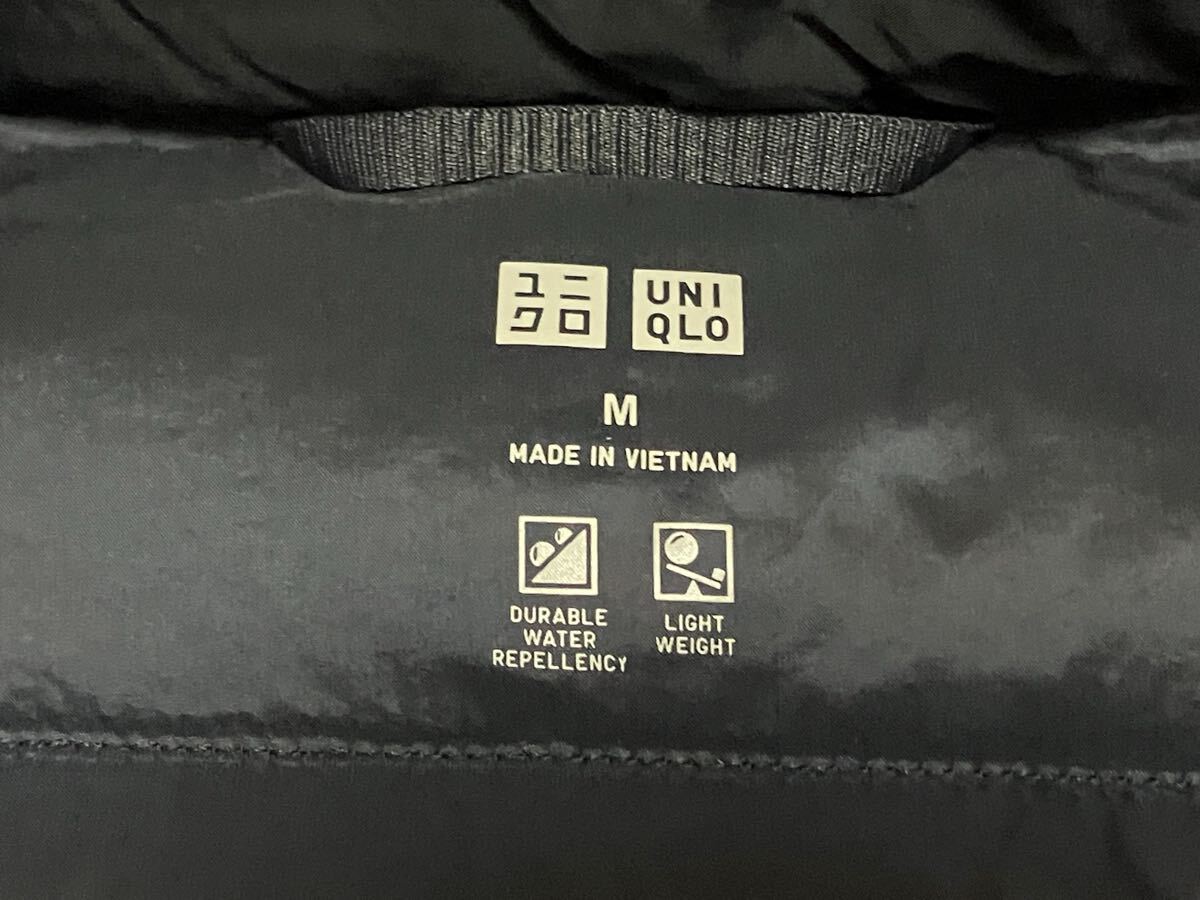 ユニ
クロ
UNI
QLO
M
MADE IN VIETNAM
DURABLE
WATER
REPELLENCY
LIGHT
WEIGHT